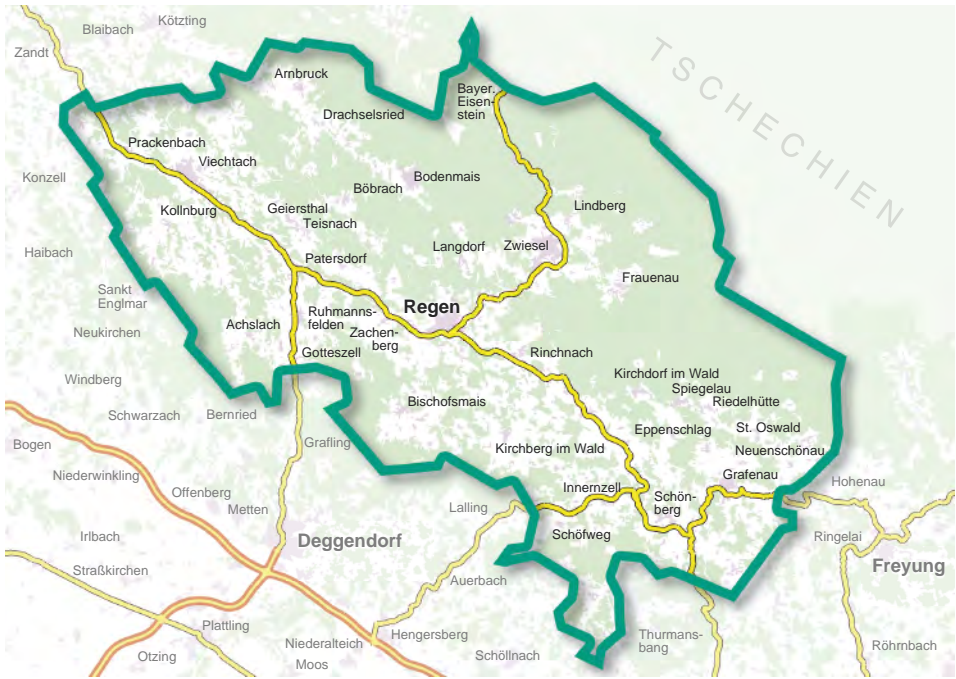 Kötzting
Blaibach
Zandt
TSCHECHIEN
Arnbruck
Bayer.
Eisen-
stein
Drachselsried
Prackenbach
Viechtach
Konzell
Bodenmais
Böbrach
Lindberg
Kollnburg
Geiersthal
Teisnach
Langdorf
Zwiesel
Haibach
Patersdorf
Frauenau
Sankt
Englmar
Regen
Ruhmanns-
felden
Achslach
Zachen-
berg
Neukirchen
Gotteszell
Rinchnach
Kirchdorf im Wald
Windberg
Spiegelau
Riedelhütte
Bischofsmais
Schwarzach
Bernried
St. Oswald
Eppenschlag
Grafling
Bogen
Kirchberg im Wald
Neuenschönau
Niederwinkling
Grafenau
Hohenau
Offenberg
Innernzell
Schön-
berg
Metten
Lalling
Irlbach
Deggendorf
Schöfweg
Ringelai
Straßkirchen
Freyung
Auerbach
Plattling
Hengersberg
Thurmans-
bang
Niederalteich
Röhrnbach
Otzing
Moos
Schöllnach